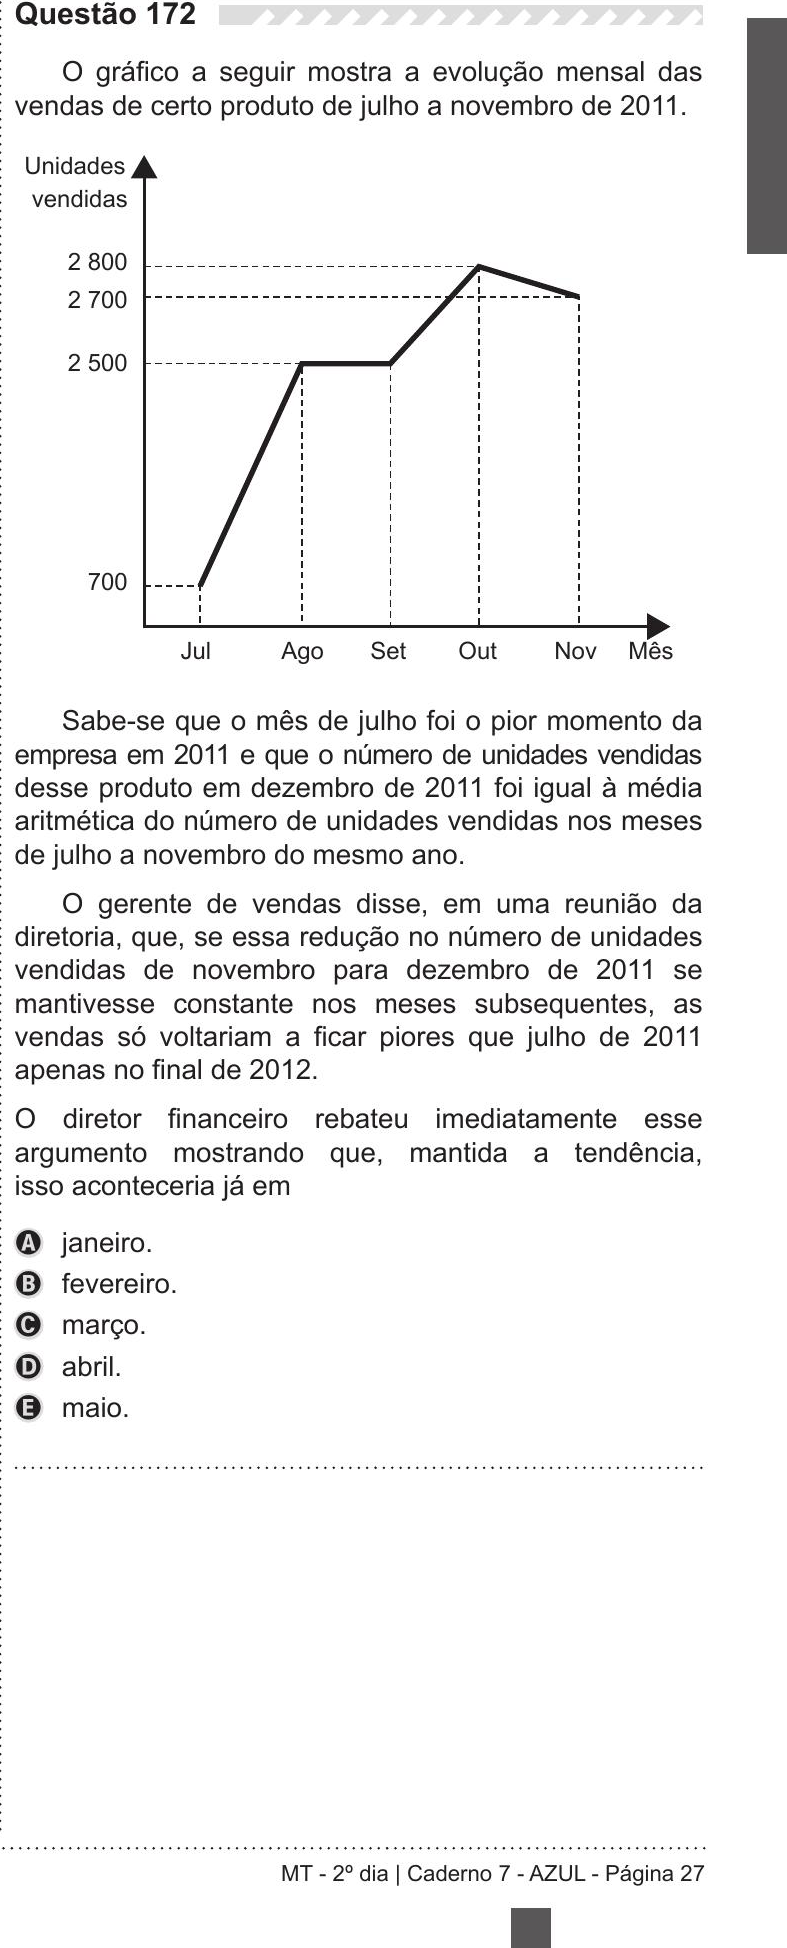 Questão 172
O gráfico a seguir mostra a evolução mensal das
vendas de certo produto de julho a novembro de 2011.
Unidades
vendidas
2 800
2 700
2 500
700
Jul Ago Set Out Nov Mês
Sabe-se que o mês de julho foi o pior momento da
empresa em 2011 e que o número de unidades vendidas
desse produto em dezembro de 2011 foi igual à média
aritmética do número de unidades vendidas nos meses
de julho a novembro do mesmo ano.
O gerente de vendas disse, em uma reunião da
diretoria, que, se essa redução no número de unidades
vendidas de novembro para dezembro de 2011 se
mantivesse constante nos meses subsequentes, as
vendas só voltariam a ficar piores que julho de 2011
apenas no final de 2012.
O diretor financeiro rebateu imediatamente esse
argumento mostrando que, mantida a tendência,
isso aconteceria já em
A janeiro.
B fevereiro.
C março.
D abril.
E maio.
MT - 2º dia | Caderno 7 - AZUL - Página 27